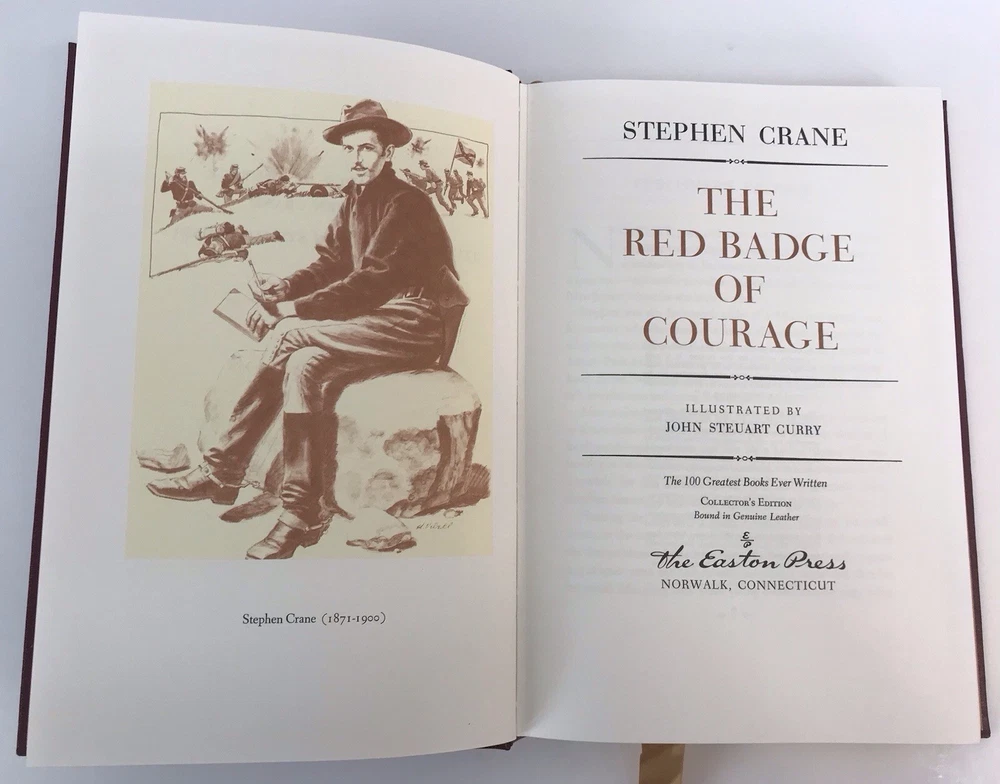 Stephen Crane (1871-1900)
STEPHEN CRANE
THE
RED BADGE
OF
COURAGE
ILLUSTRATED BY
JOHN STEUART CURRY
The 100 Greatest Books Ever Written
COLLECTOR'S EDITION
Bound in Genuine Leather
The Easton Press
NORWALK, CONNECTICUT